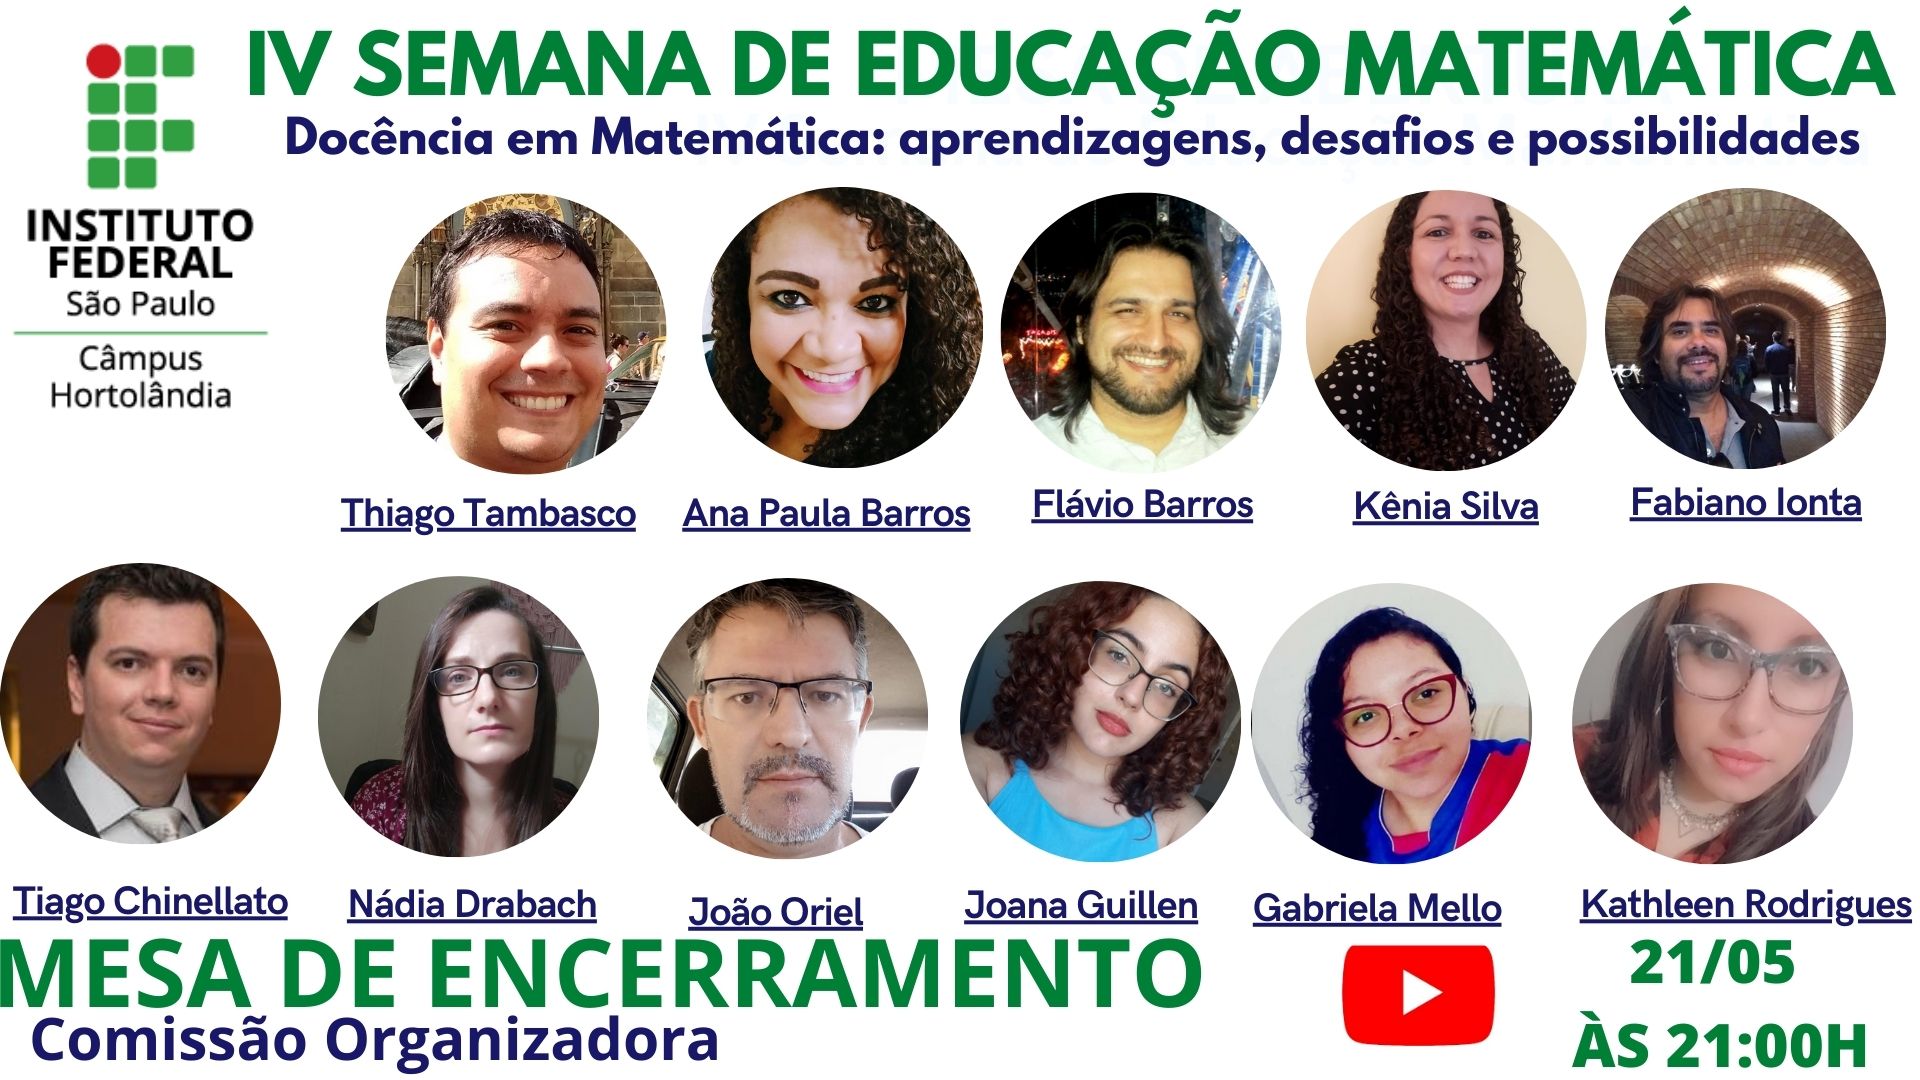 IV SEMANA DE EDUCAÇÃO MATEMÁTICA
Docência em Matemática: aprendizagens, desafios e possibilidades
INSTITUTO
FEDERAL
São Paulo
Câmpus
Hortolândia
Thiago Tambasco
Ana Paula Barros
Flávio Barros
Kênia Silva
Fabiano Ionta
Tiago Chinellato
Nádia Drabach
João Oriel
Joana Guillen
Gabriela Mello
Kathleen Rodrigues
MESA DE ENCERRAMENTO
Comissão Organizadora
21/05
ÀS 21:00H